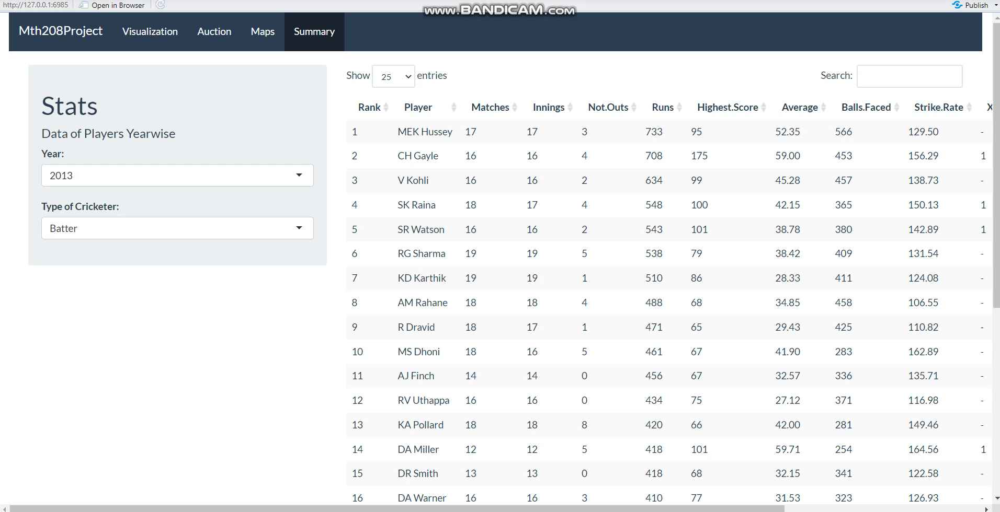 http://127.0.0.1:6985 Open in Browser Publish
www.BANDICAM.com
Mth208Project Visualization Auction Maps Summary
Stats
Data of Players Yearwise
Year:
2013
Type of Cricketer:
Batter
Show 25 entries Search:
Rank Player Matches Innings Not.Outs Runs Highest.Score Average Balls.Faced Strike.Rate X
1 MEK Hussey 17 17 3 733 95 52.35 566 129.50 -
2 CH Gayle 16 16 4 708 175 59.00 453 156.29 1
3 V Kohli 16 16 2 634 99 45.28 457 138.73 -
4 SK Raina 18 17 4 548 100 42.15 365 150.13 1
5 SR Watson 16 16 2 543 101 38.78 380 142.89 1
6 RG Sharma 19 19 5 538 79 38.42 409 131.54 -
7 KD Karthik 19 19 1 510 86 28.33 411 124.08 -
8 AM Rahane 18 18 4 488 68 34.85 458 106.55 -
9 R Dravid 18 17 1 471 65 29.43 425 110.82 -
10 MS Dhoni 18 16 5 461 67 41.90 283 162.89 -
11 AJ Finch 14 14 0 456 67 32.57 336 135.71 -
12 RV Uthappa 16 16 0 434 75 27.12 371 116.98 -
13 KA Pollard 18 18 8 420 66 42.00 281 149.46 -
14 DA Miller 12 12 5 418 101 59.71 254 164.56 1
15 DR Smith 13 13 0 418 68 32.15 341 122.58 -
16 DA Warner 16 16 3 410 77 31.53 323 126.93 -